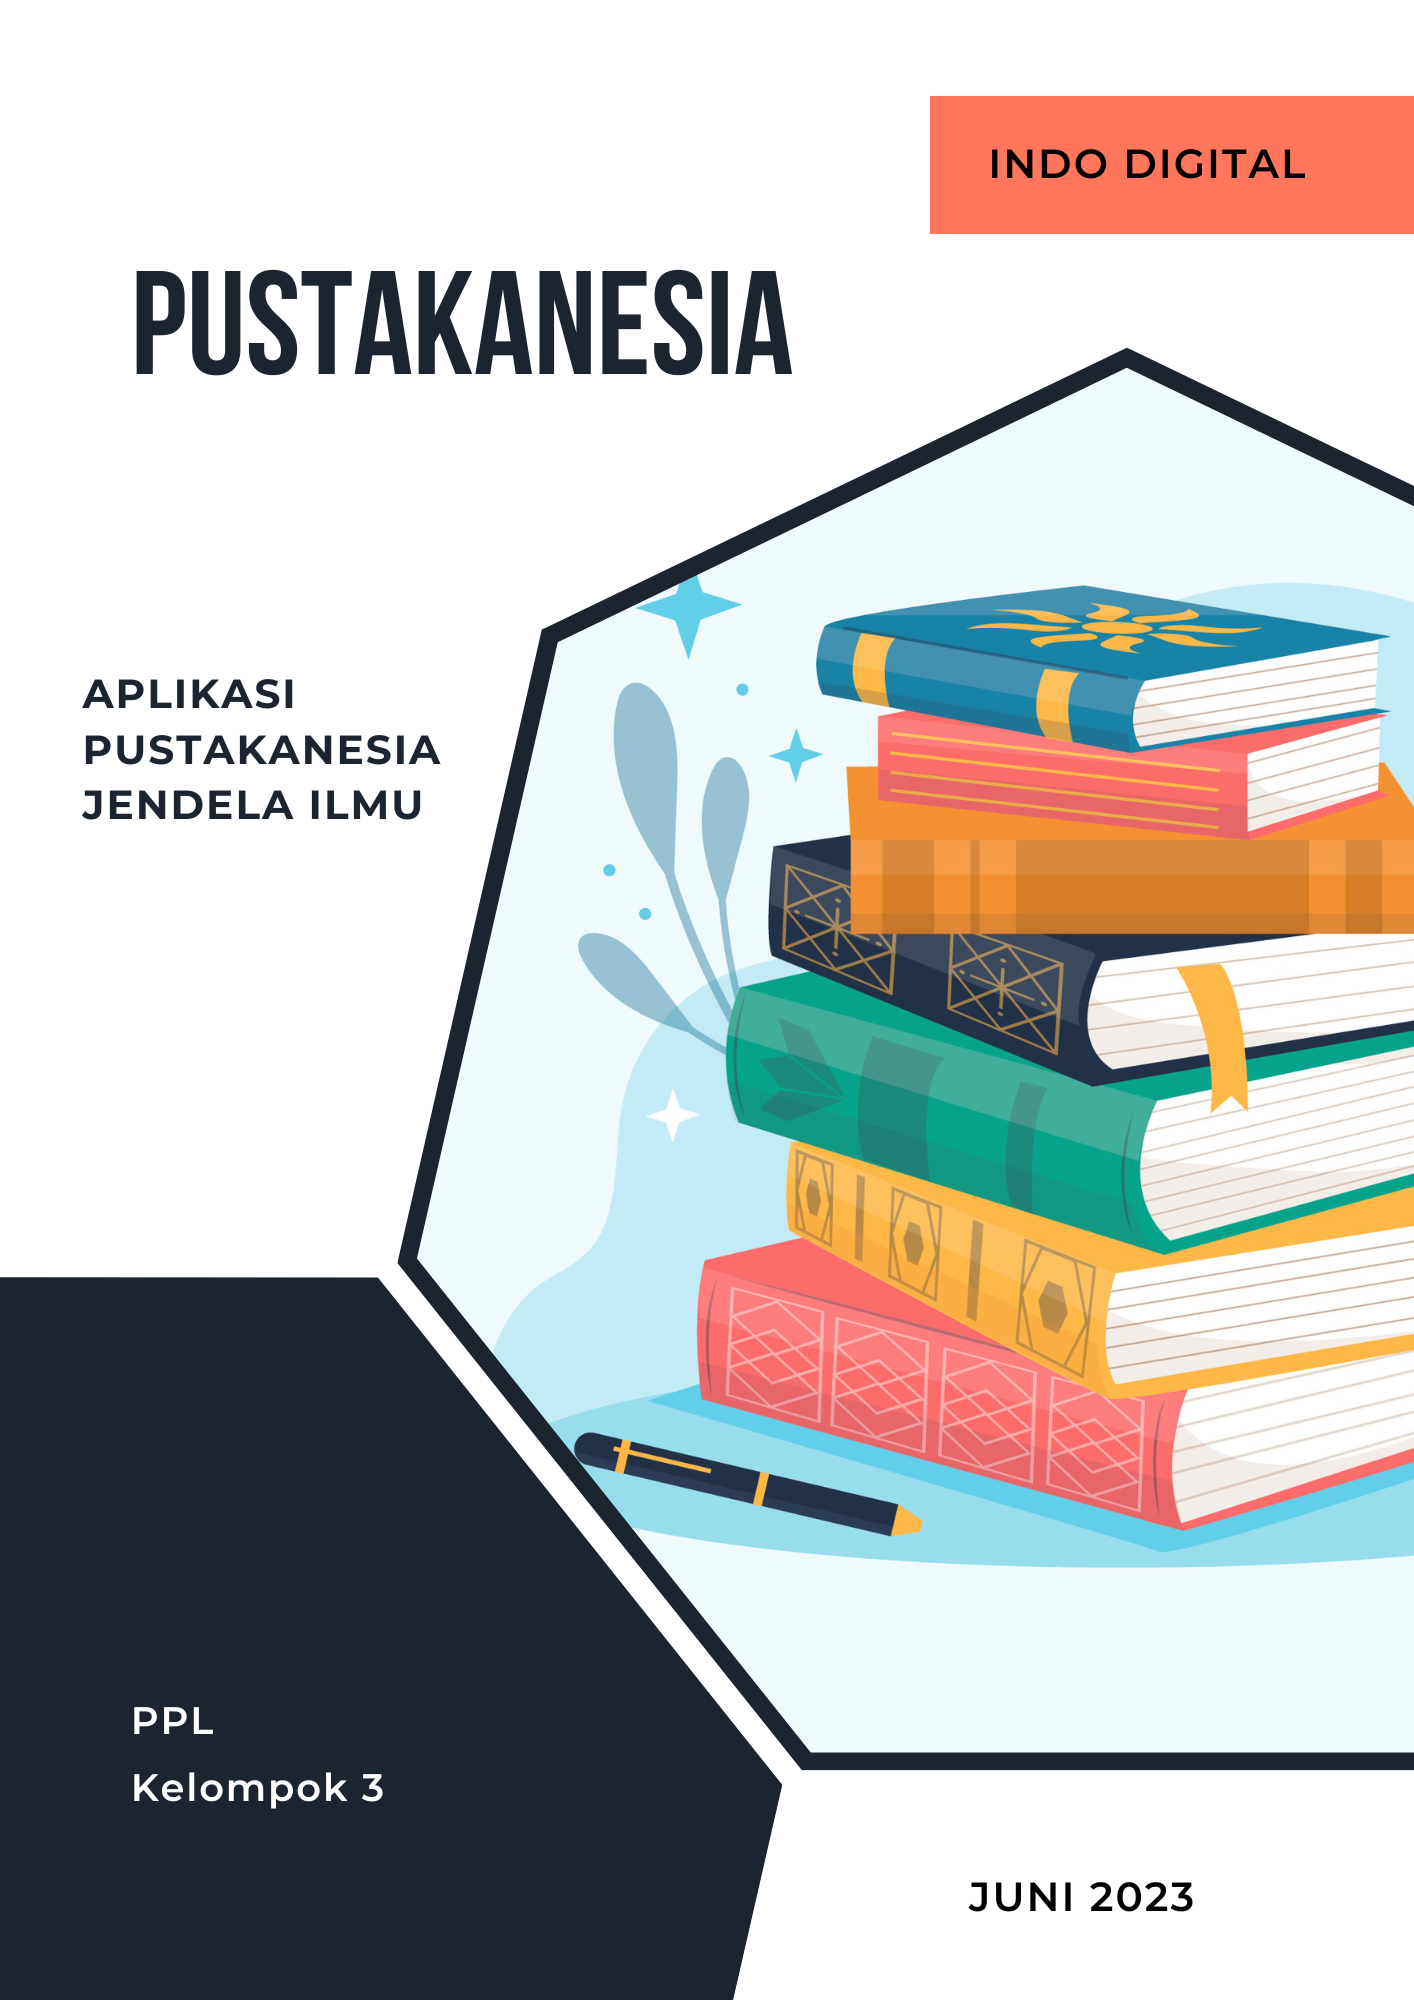 INDO DIGITAL
PUSTAKANESIA
APLIKASI
PUSTAKANESIA
JENDELA ILMU
PPL
Kelompok 3
JUNI 2023